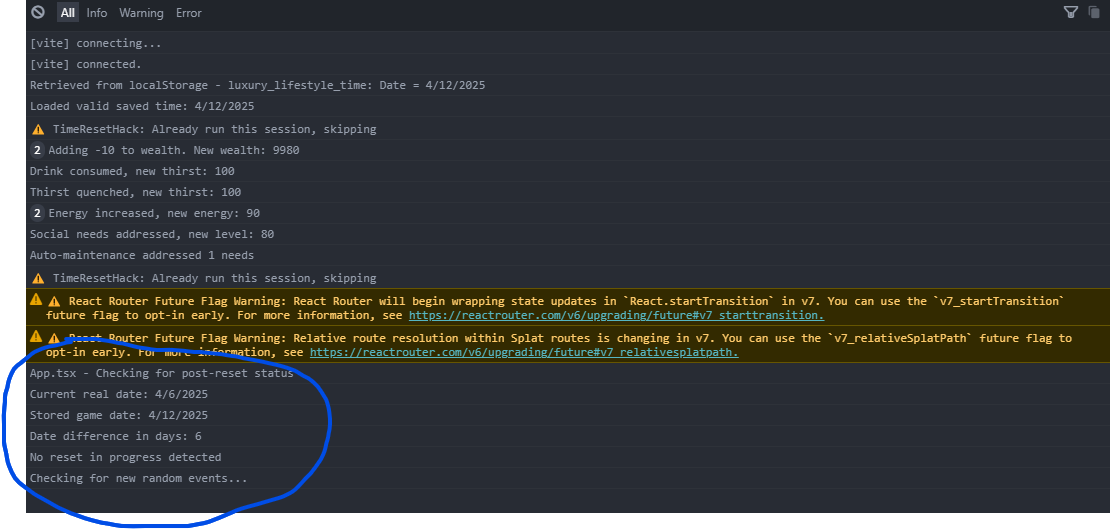 All Info Warning Error
[vite] connecting...
[vite] connected.
Retrieved from localStorage - luxury_lifestyle_time: Date = 4/12/2025
Loaded valid saved time: 4/12/2025
TimeResetHack: Already run this session, skipping
2 Adding -10 to wealth. New wealth: 9980
Drink consumed, new thirst: 100
Thirst quenched, new thirst: 100
2 Energy increased, new energy: 90
Social needs addressed, new level: 80
Auto-maintenance addressed 1 needs
TimeResetHack: Already run this session, skipping
React Router Future Flag Warning: React Router will begin wrapping state updates in `React.startTransition` in v7. You can use the `v7_startTransition`
future flag to opt-in early. For more information, see https://reactrouter.com/v6/upgrading/future#v7_starttransition.
React Router Future Flag Warning: Relative route resolution within Splat routes is changing in v7. You can use the `v7_relativeSplatPath` future flag to
opt-in early. For more information, see https://reactrouter.com/v6/upgrading/future#v7_relativesplatpath.
App.tsx - Checking for post-reset status
Current real date: 4/6/2025
Stored game date: 4/12/2025
Date difference in days: 6
No reset in progress detected
Checking for new random events...